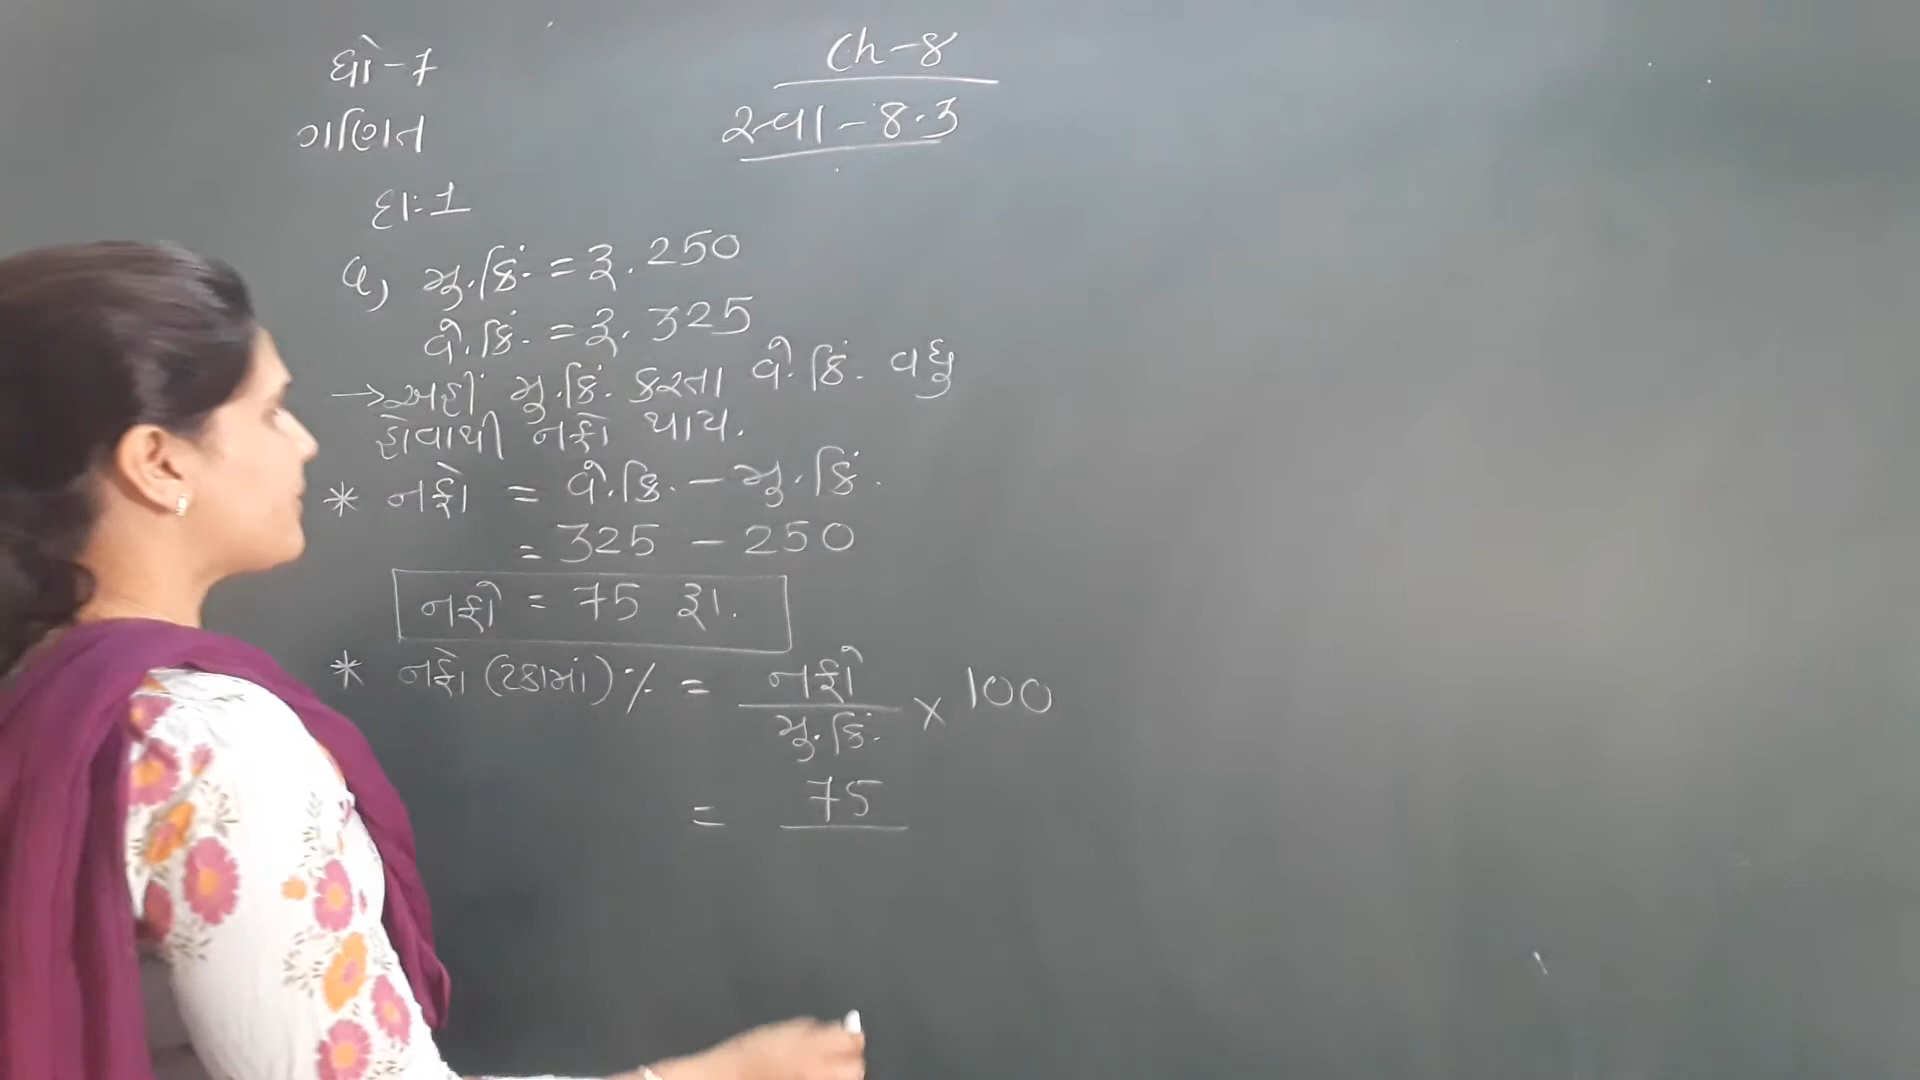 ધો-7
Ch-8
ગણિત
સ્વા-8.3
દા:1
મુ.કિં. = રૂ. 250
વે.કિં. = રૂ. 325
→ અહીં મુ.કિં. કરતા વે.કિં. વધુ
હોવાથી નફો થાય.
* નફો = વે.કિં. - મુ.કિં.
= 325 - 250
નફો = 75 રૂા.
* નફો (ટકામાં) % = નફો / મુ.કિં. × 100
= 75